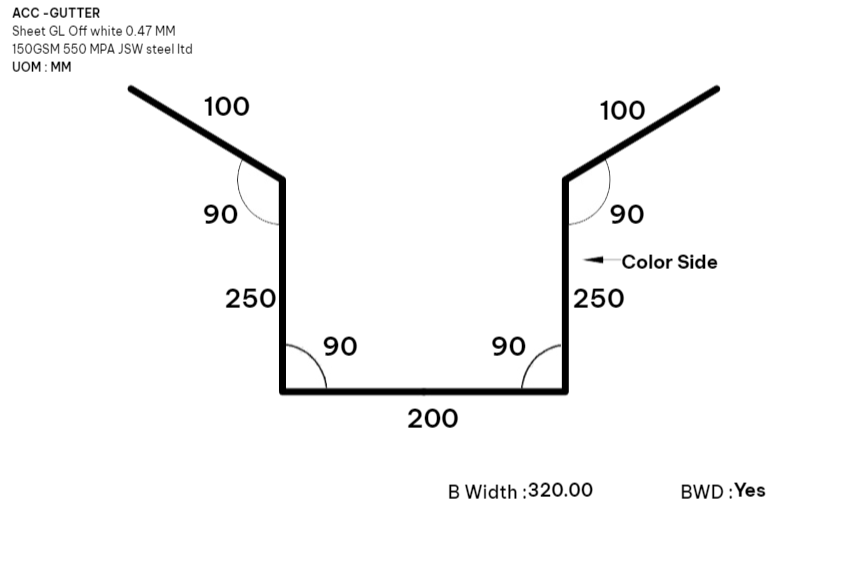 ACC -GUTTER
Sheet GL Off white 0.47 MM
150GSM 550 MPA JSW steel ltd
UOM : MM
100
100
90
90
Color Side
250
250
90
90
200
B Width :320.00
BWD :Yes